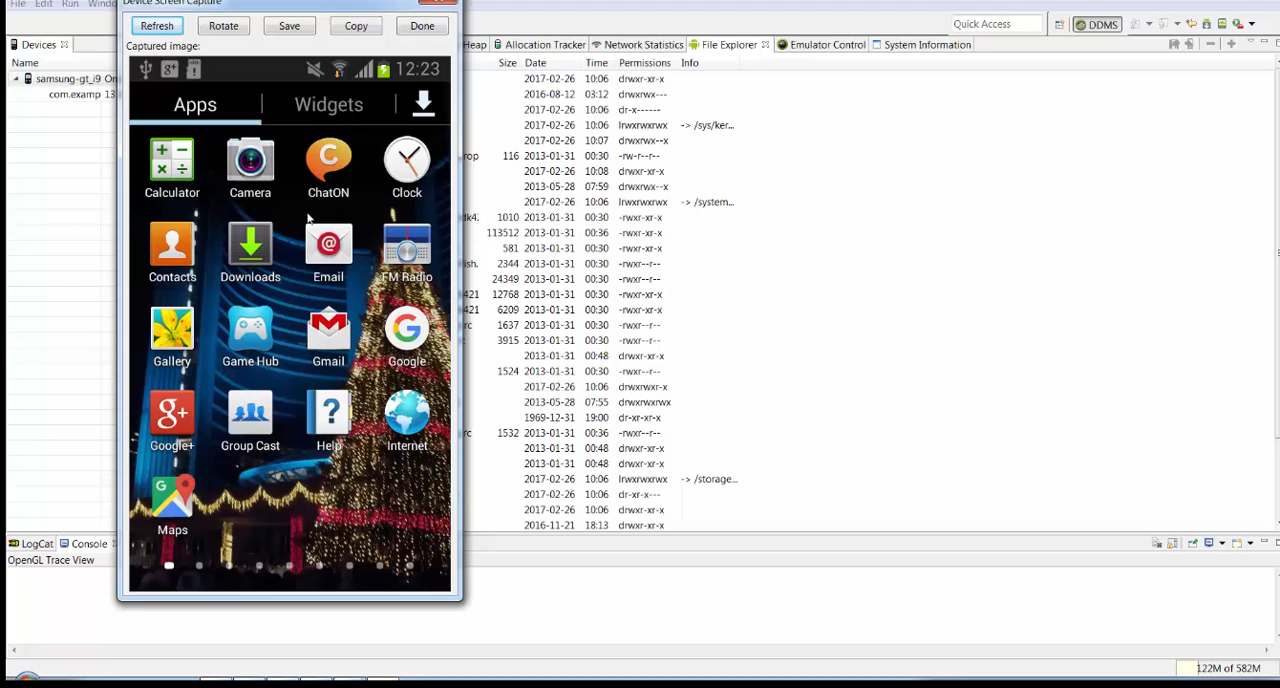 File Edit Run
Device Screen Capture
Refresh Rotate Save Copy Done
Captured image:
12:23
Apps Widgets
Calculator Camera ChatON Clock
Contacts Downloads Email FM Radio
Gallery Game Hub Gmail Google
Google+ Group Cast Help Internet
Maps
Quick Access DDMS
Devices
Name
samsung-gt_i9
com.examp 13
Heap Allocation Tracker Network Statistics File Explorer Emulator Control System Information
Size Date Time Permissions Info
2017-02-26 10:06 drwxr-xr-x
2016-08-12 03:12 drwxrwx---
2017-02-26 10:06 dr-x------
2017-02-26 10:06 lrwxrwxrwx -> /sys/ker...
2017-02-26 10:07 drwxrwx--x
rop 116 2013-01-31 00:30 -rw-r--r--
2017-02-26 10:08 drwxr-xr-x
2013-05-28 07:59 drwxrwx--x
2017-02-26 10:06 lrwxrwxrwx -> /system...
1010 2013-01-31 00:30 -rwxr-xr-x
113512 2013-01-31 00:36 -rwxr-xr-x
581 2013-01-31 00:30 -rwxr-xr--
ish. 2344 2013-01-31 00:30 -rwxr--r--
24349 2013-01-31 00:30 -rwxr--r--
421 12768 2013-01-31 00:30 -rwxr-xr-x
421 6209 2013-01-31 00:30 -rwxr-xr-x
rc 1637 2013-01-31 00:30 -rwxr--r--
3915 2013-01-31 00:30 -rwxr--r--
2013-01-31 00:48 drwxr-xr-x
1524 2013-01-31 00:30 -rwxr--r--
2017-02-26 10:06 drwxrwxr-x
2013-05-28 07:55 drwxrwxrwx
1969-12-31 19:00 dr-xr-xr-x
rc 1532 2013-01-31 00:36 -rwxr--r--
2013-01-31 00:48 drwxr-xr-x
2013-01-31 00:48 drwxr-xr-x
2017-02-26 10:06 lrwxrwxrwx -> /storage...
2017-02-26 10:06 dr-xr-x---
2017-02-26 10:06 drwxr-xr-x
2016-11-21 18:13 drwxr-xr-x
LogCat Console
OpenGL Trace View
122M of 582M